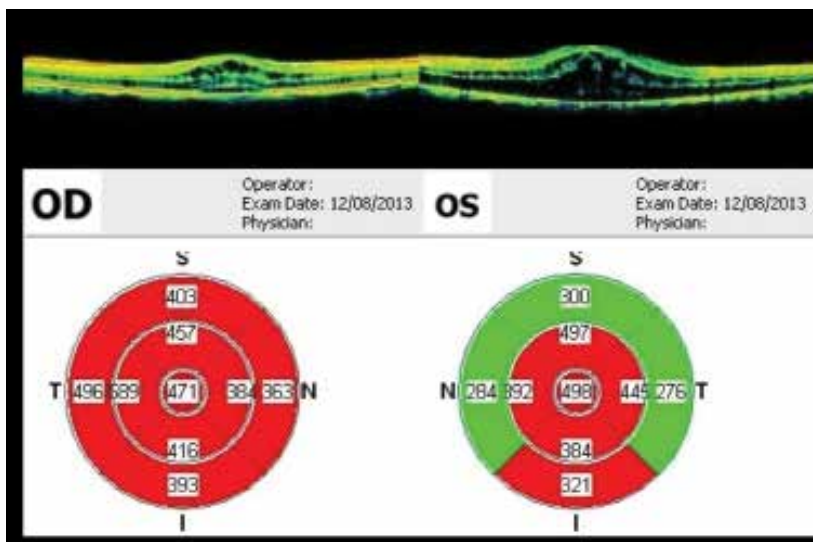 OD
Operator:
Exam Date: 12/08/2013
Physician:
OS
Operator:
Exam Date: 12/08/2013
Physician:
S
403
457
T 496 589 471 384 363 N
416
393
I
S
300
497
N 284 392 498 445 276 T
384
321
I